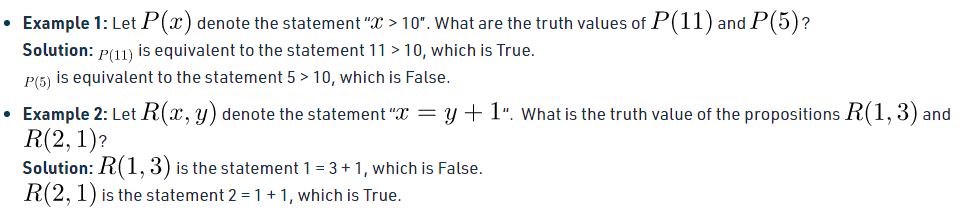 • Example 1: Let P(x) denote the statement “x > 10″. What are the truth values of P(11) and P(5)?
Solution: P(11) is equivalent to the statement 11 > 10, which is True.
P(5) is equivalent to the statement 5 > 10, which is False.
• Example 2: Let R(x, y) denote the statement “x = y + 1“. What is the truth value of the propositions R(1, 3) and
R(2, 1)?
Solution: R(1, 3) is the statement 1 = 3 + 1, which is False.
R(2, 1) is the statement 2 = 1 + 1, which is True.